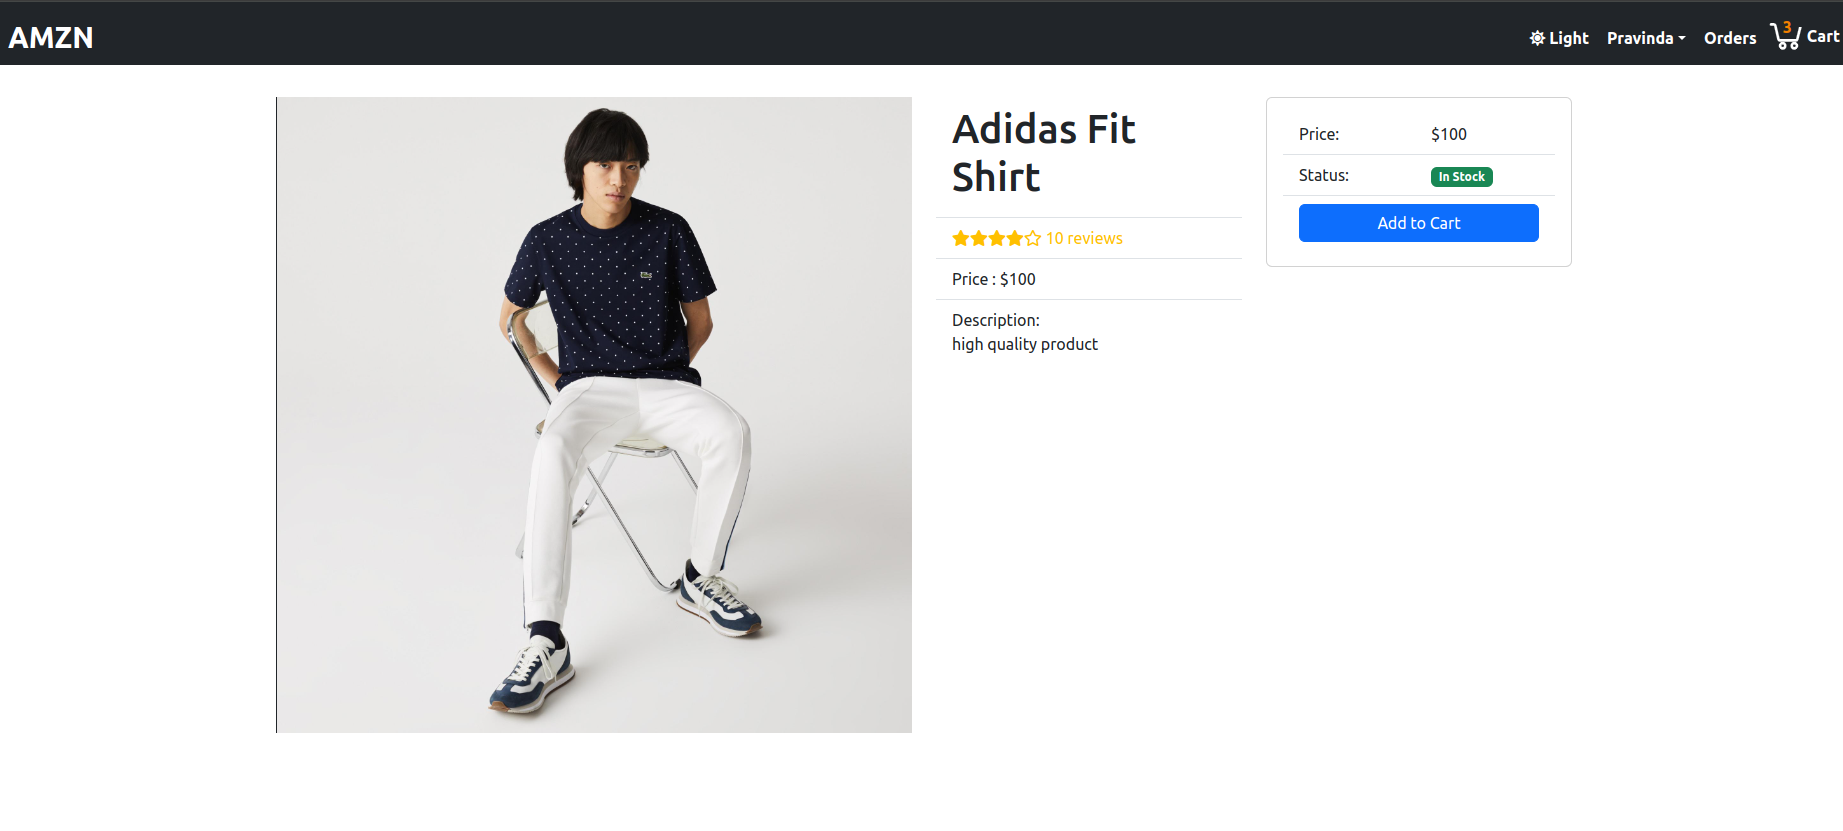 AMZN
Light
Pravinda
Orders
3
Cart
Adidas Fit
Shirt
10 reviews
Price : $100
Description:
high quality product
Price:
$100
Status:
In Stock
Add to Cart